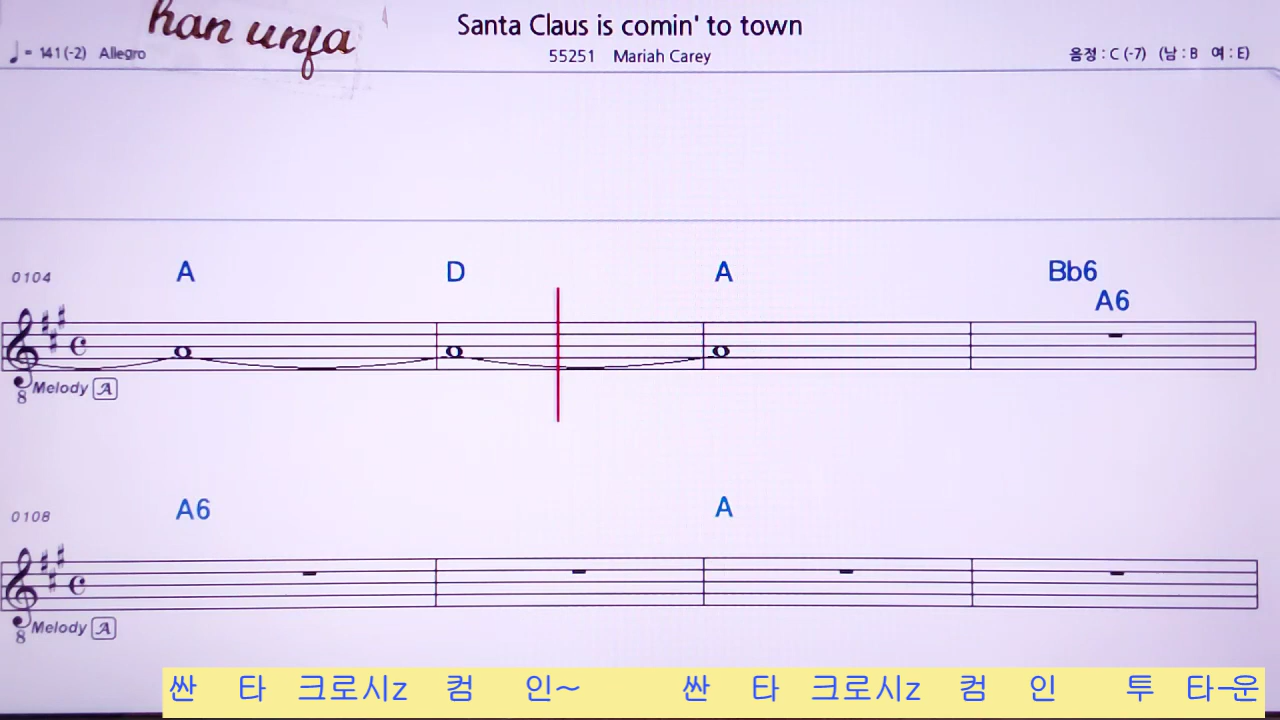 han unfa
Santa Claus is comin' to town
♩ = 141(-2) Allegro
55251 Mariah Carey
음정 : C (-7) (남 : B 여 : E)
A D A Bb6
A6
0104
8 Melody A
A6 A
0108
8 Melody A
싼 타 크로시z 컴 인~ 싼 타 크로시z 컴 인 투 타-운